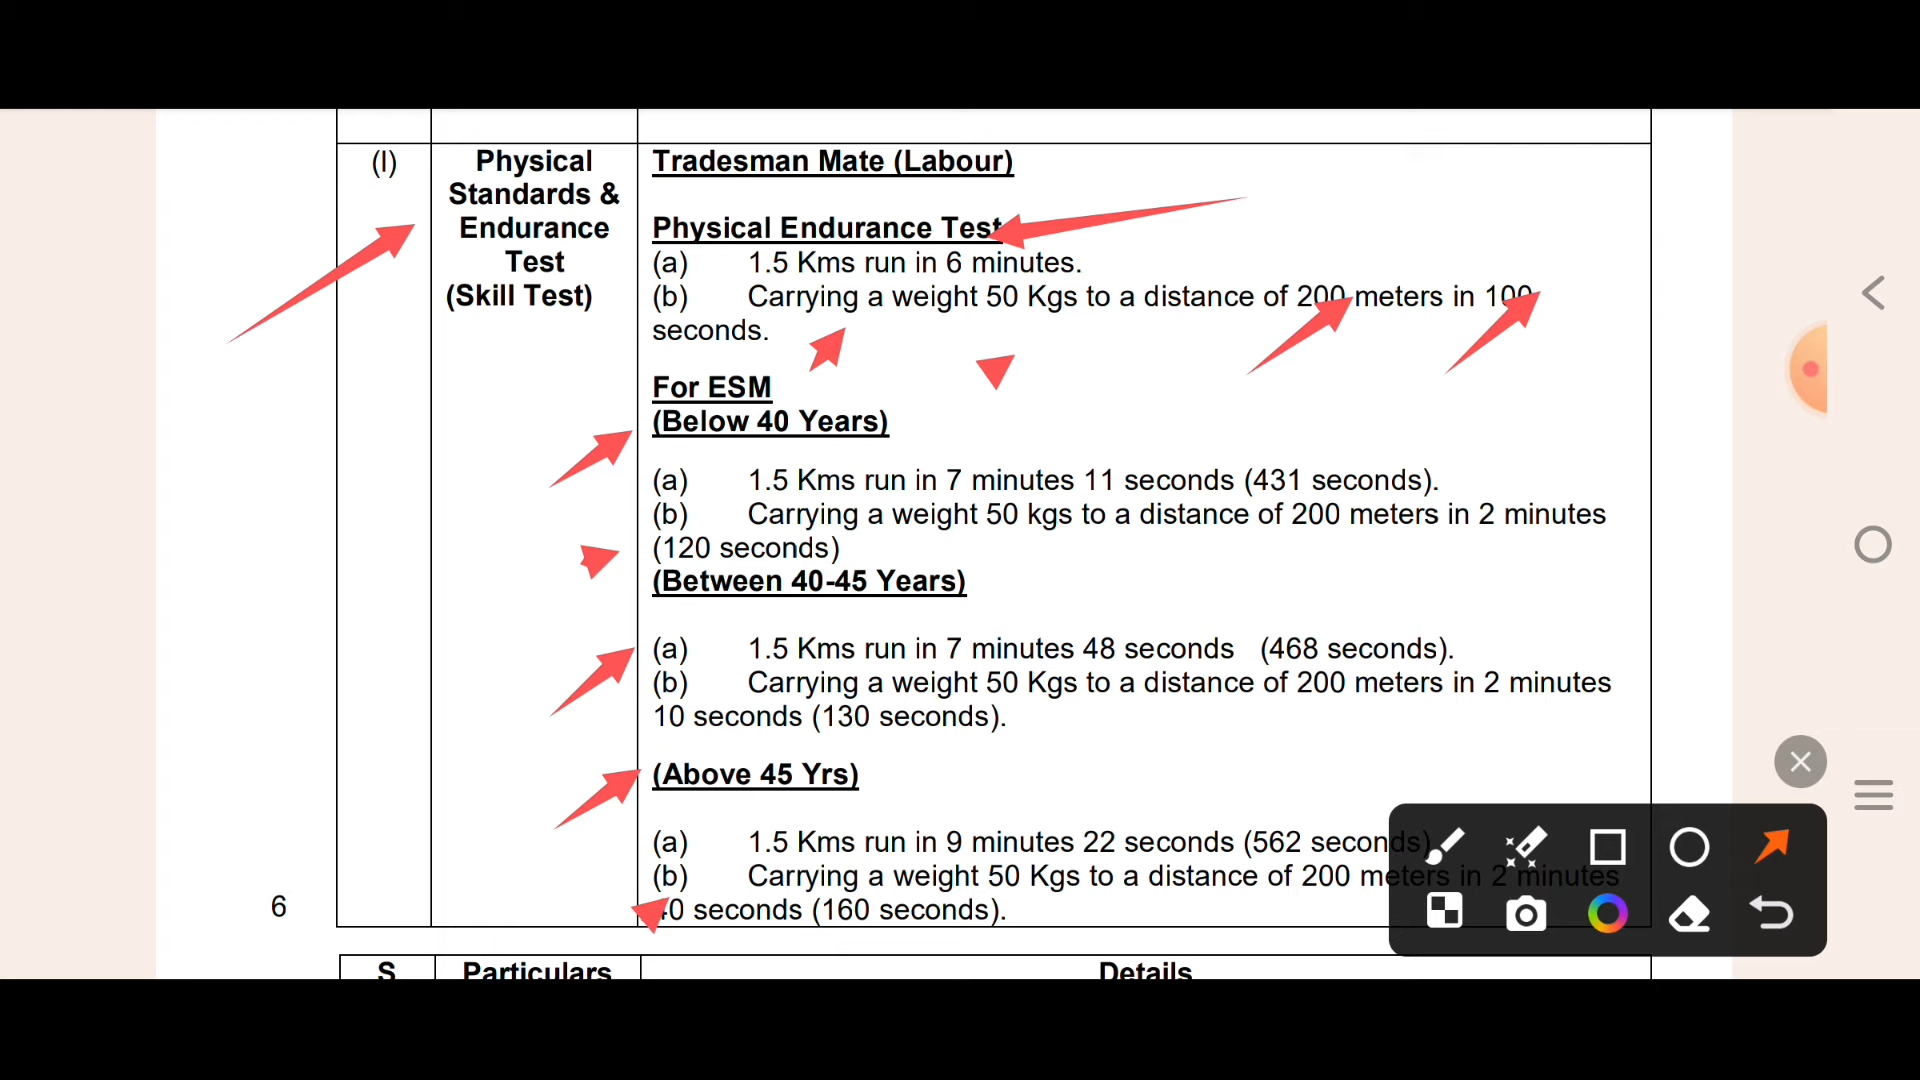 (I)
Physical
Standards &
Endurance
Test
(Skill Test)
Tradesman Mate (Labour)
Physical Endurance Test
(a) 1.5 Kms run in 6 minutes.
(b) Carrying a weight 50 Kgs to a distance of 200 meters in 100
seconds.
For ESM
(Below 40 Years)
(a) 1.5 Kms run in 7 minutes 11 seconds (431 seconds).
(b) Carrying a weight 50 kgs to a distance of 200 meters in 2 minutes
(120 seconds)
(Between 40-45 Years)
(a) 1.5 Kms run in 7 minutes 48 seconds (468 seconds).
(b) Carrying a weight 50 Kgs to a distance of 200 meters in 2 minutes
10 seconds (130 seconds).
(Above 45 Yrs)
(a) 1.5 Kms run in 9 minutes 22 seconds (562 seconds)
(b) Carrying a weight 50 Kgs to a distance of 200 meters in 2 minutes
40 seconds (160 seconds).
6
S Particulars Details